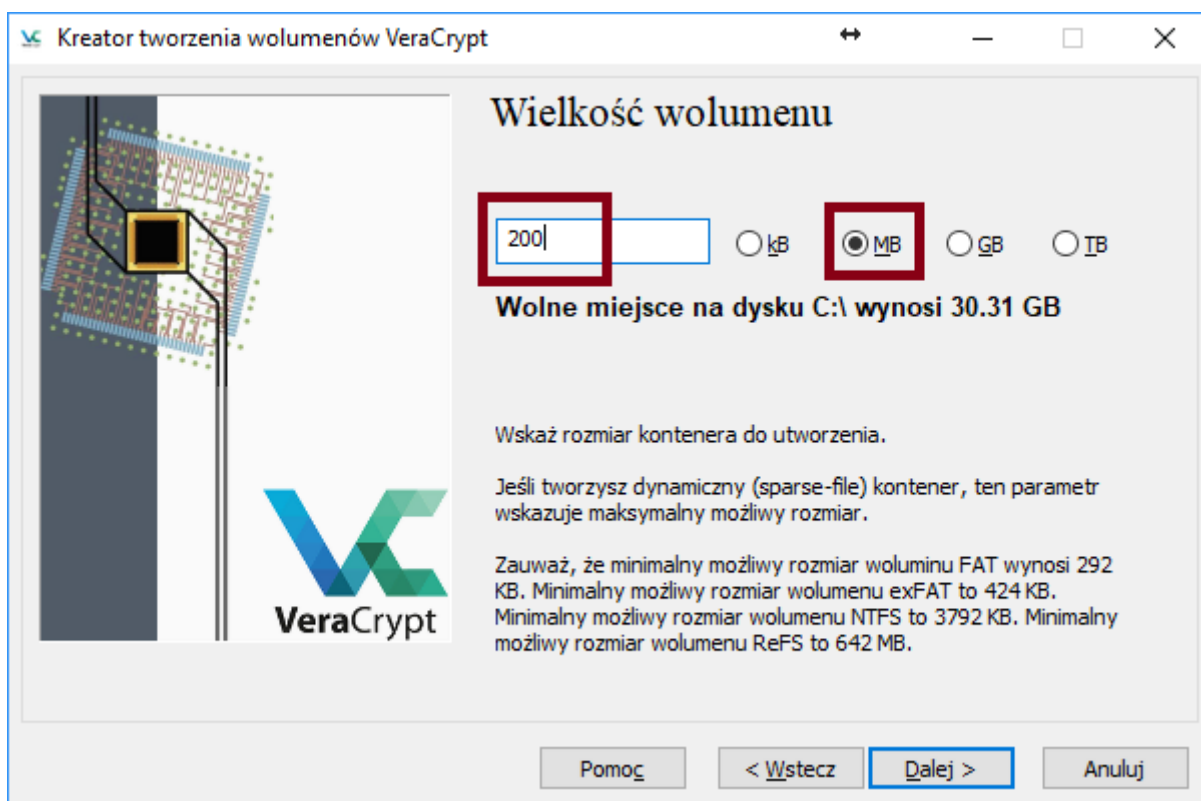 Kreator tworzenia wolumenów VeraCrypt
Wielkość wolumenu
200
kB
MB
GB
TB
Wolne miejsce na dysku C:\ wynosi 30.31 GB
Wskaż rozmiar kontenera do utworzenia.
Jeśli tworzysz dynamiczny (sparse-file) kontener, ten parametr
wskazuje maksymalny możliwy rozmiar.
Zauważ, że minimalny możliwy rozmiar woluminu FAT wynosi 292
KB. Minimalny możliwy rozmiar wolumenu exFAT to 424 KB.
Minimalny możliwy rozmiar wolumenu NTFS to 3792 KB. Minimalny
możliwy rozmiar wolumenu ReFS to 642 MB.
VeraCrypt
Pomoc
< Wstecz
Dalej >
Anuluj